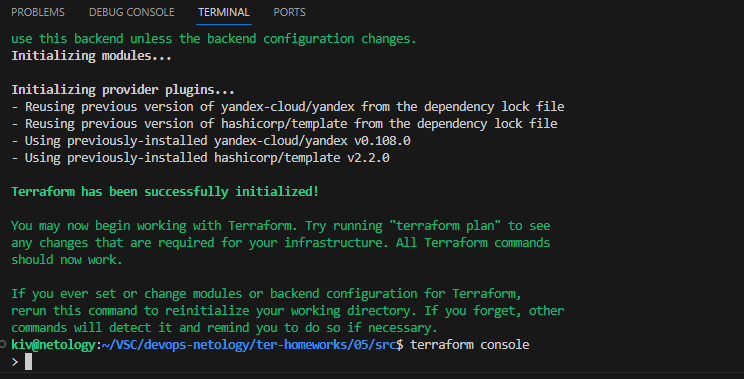 PROBLEMS DEBUG CONSOLE TERMINAL PORTS
use this backend unless the backend configuration changes.
Initializing modules...
Initializing provider plugins...
- Reusing previous version of yandex-cloud/yandex from the dependency lock file
- Reusing previous version of hashicorp/template from the dependency lock file
- Using previously-installed yandex-cloud/yandex v0.108.0
- Using previously-installed hashicorp/template v2.2.0
Terraform has been successfully initialized!
You may now begin working with Terraform. Try running "terraform plan" to see
any changes that are required for your infrastructure. All Terraform commands
should now work.
If you ever set or change modules or backend configuration for Terraform,
rerun this command to reinitialize your working directory. If you forget, other
commands will detect it and remind you to do so if necessary.
kiv@netology:~/VSC/devops-netology/ter-homeworks/05/src$ terraform console
>